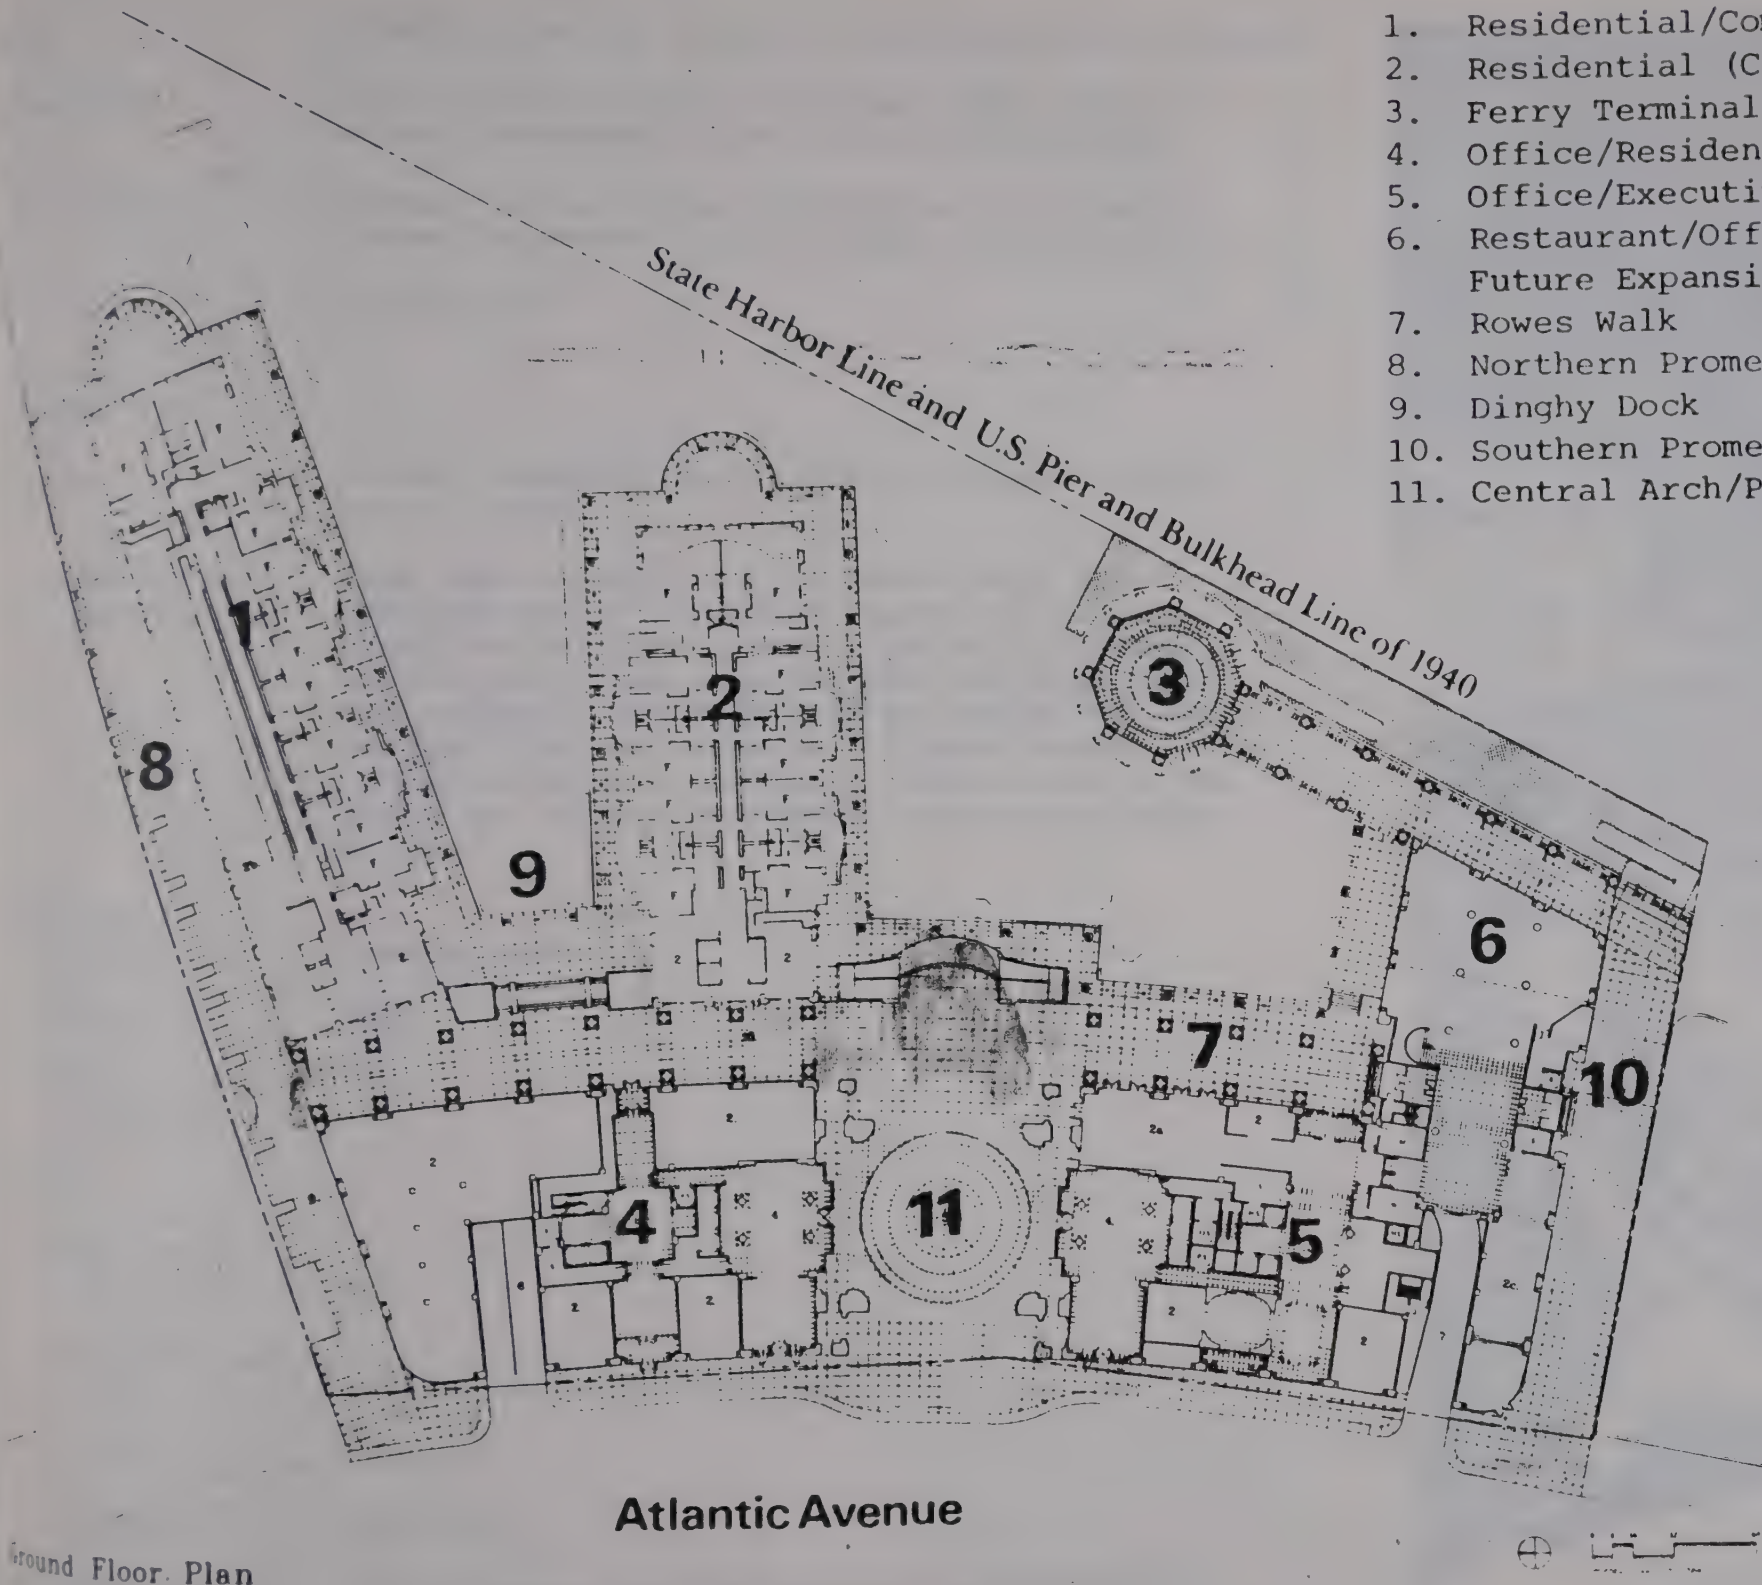 1. Residential/Co
2. Residential (C
3. Ferry Terminal
4. Office/Residen
5. Office/Executi
6. Restaurant/Off
Future Expansi
7. Rowes Walk
8. Northern Prome
9. Dinghy Dock
10. Southern Prome
11. Central Arch/P
State Harbor Line and U.S. Pier and Bulkhead Line of 1940
1
2
3
8
9
6
7
10
4
11
5
Atlantic Avenue
Ground Floor Plan